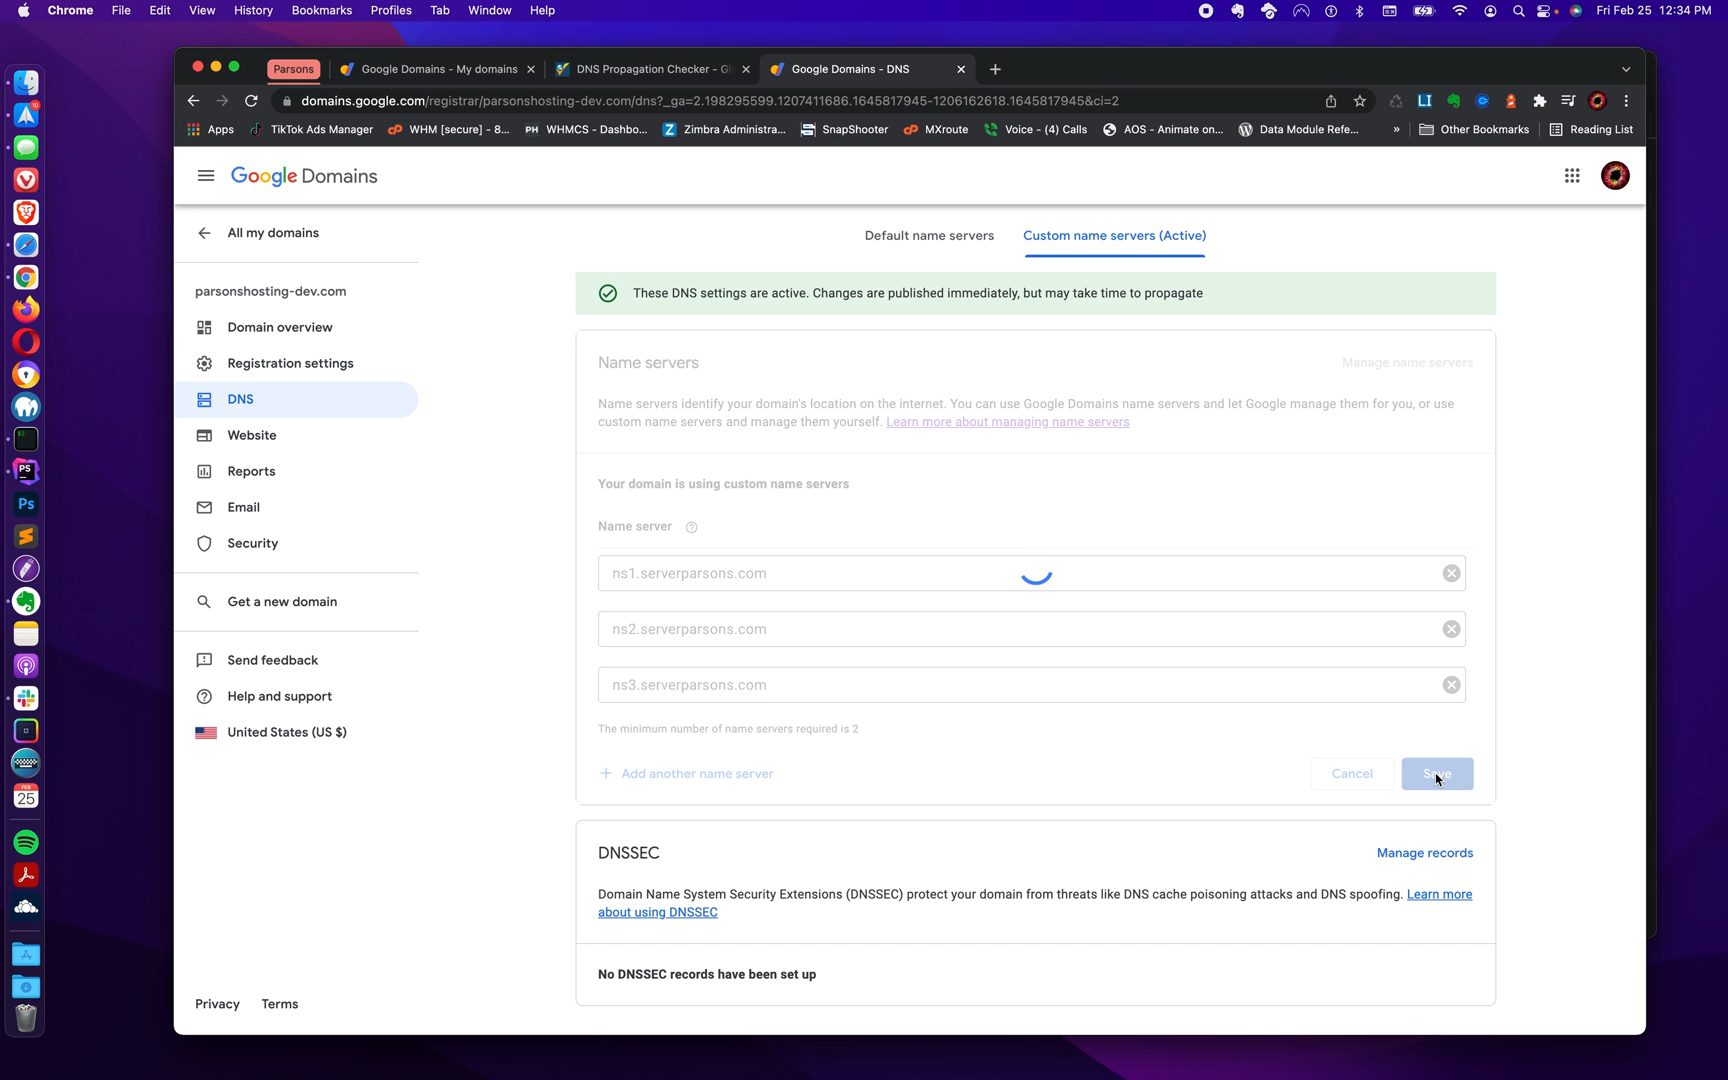 Chrome File Edit View History Bookmarks Profiles Tab Window Help
Fri Feb 25 12:34 PM
Parsons
Google Domains - My domains
DNS Propagation Checker - Gl
Google Domains - DNS
domains.google.com/registrar/parsonshosting-dev.com/dns?_ga=2.198295599.1207411686.1645817945-1206162618.1645817945&ci=2
Apps
TikTok Ads Manager
WHM [secure] - 8...
PH WHMCS - Dashbo...
Zimbra Administra...
SnapShooter
MXroute
Voice - (4) Calls
AOS - Animate on...
Data Module Refe...
»
Other Bookmarks
Reading List
Google Domains
All my domains
parsonshosting-dev.com
Domain overview
Registration settings
DNS
Website
Reports
Email
Security
Get a new domain
Send feedback
Help and support
United States (US $)
Privacy Terms
Default name servers
Custom name servers (Active)
These DNS settings are active. Changes are published immediately, but may take time to propagate
Name servers
Manage name servers
Name servers identify your domain's location on the internet. You can use Google Domains name servers and let Google manage them for you, or use
custom name servers and manage them yourself. Learn more about managing name servers
Your domain is using custom name servers
Name server
ns1.serverparsons.com
ns2.serverparsons.com
ns3.serverparsons.com
The minimum number of name servers required is 2
+ Add another name server
Cancel
Save
DNSSEC
Manage records
Domain Name System Security Extensions (DNSSEC) protect your domain from threats like DNS cache poisoning attacks and DNS spoofing. Learn more
about using DNSSEC
No DNSSEC records have been set up
10
PS
Ps
FEB
25
LI